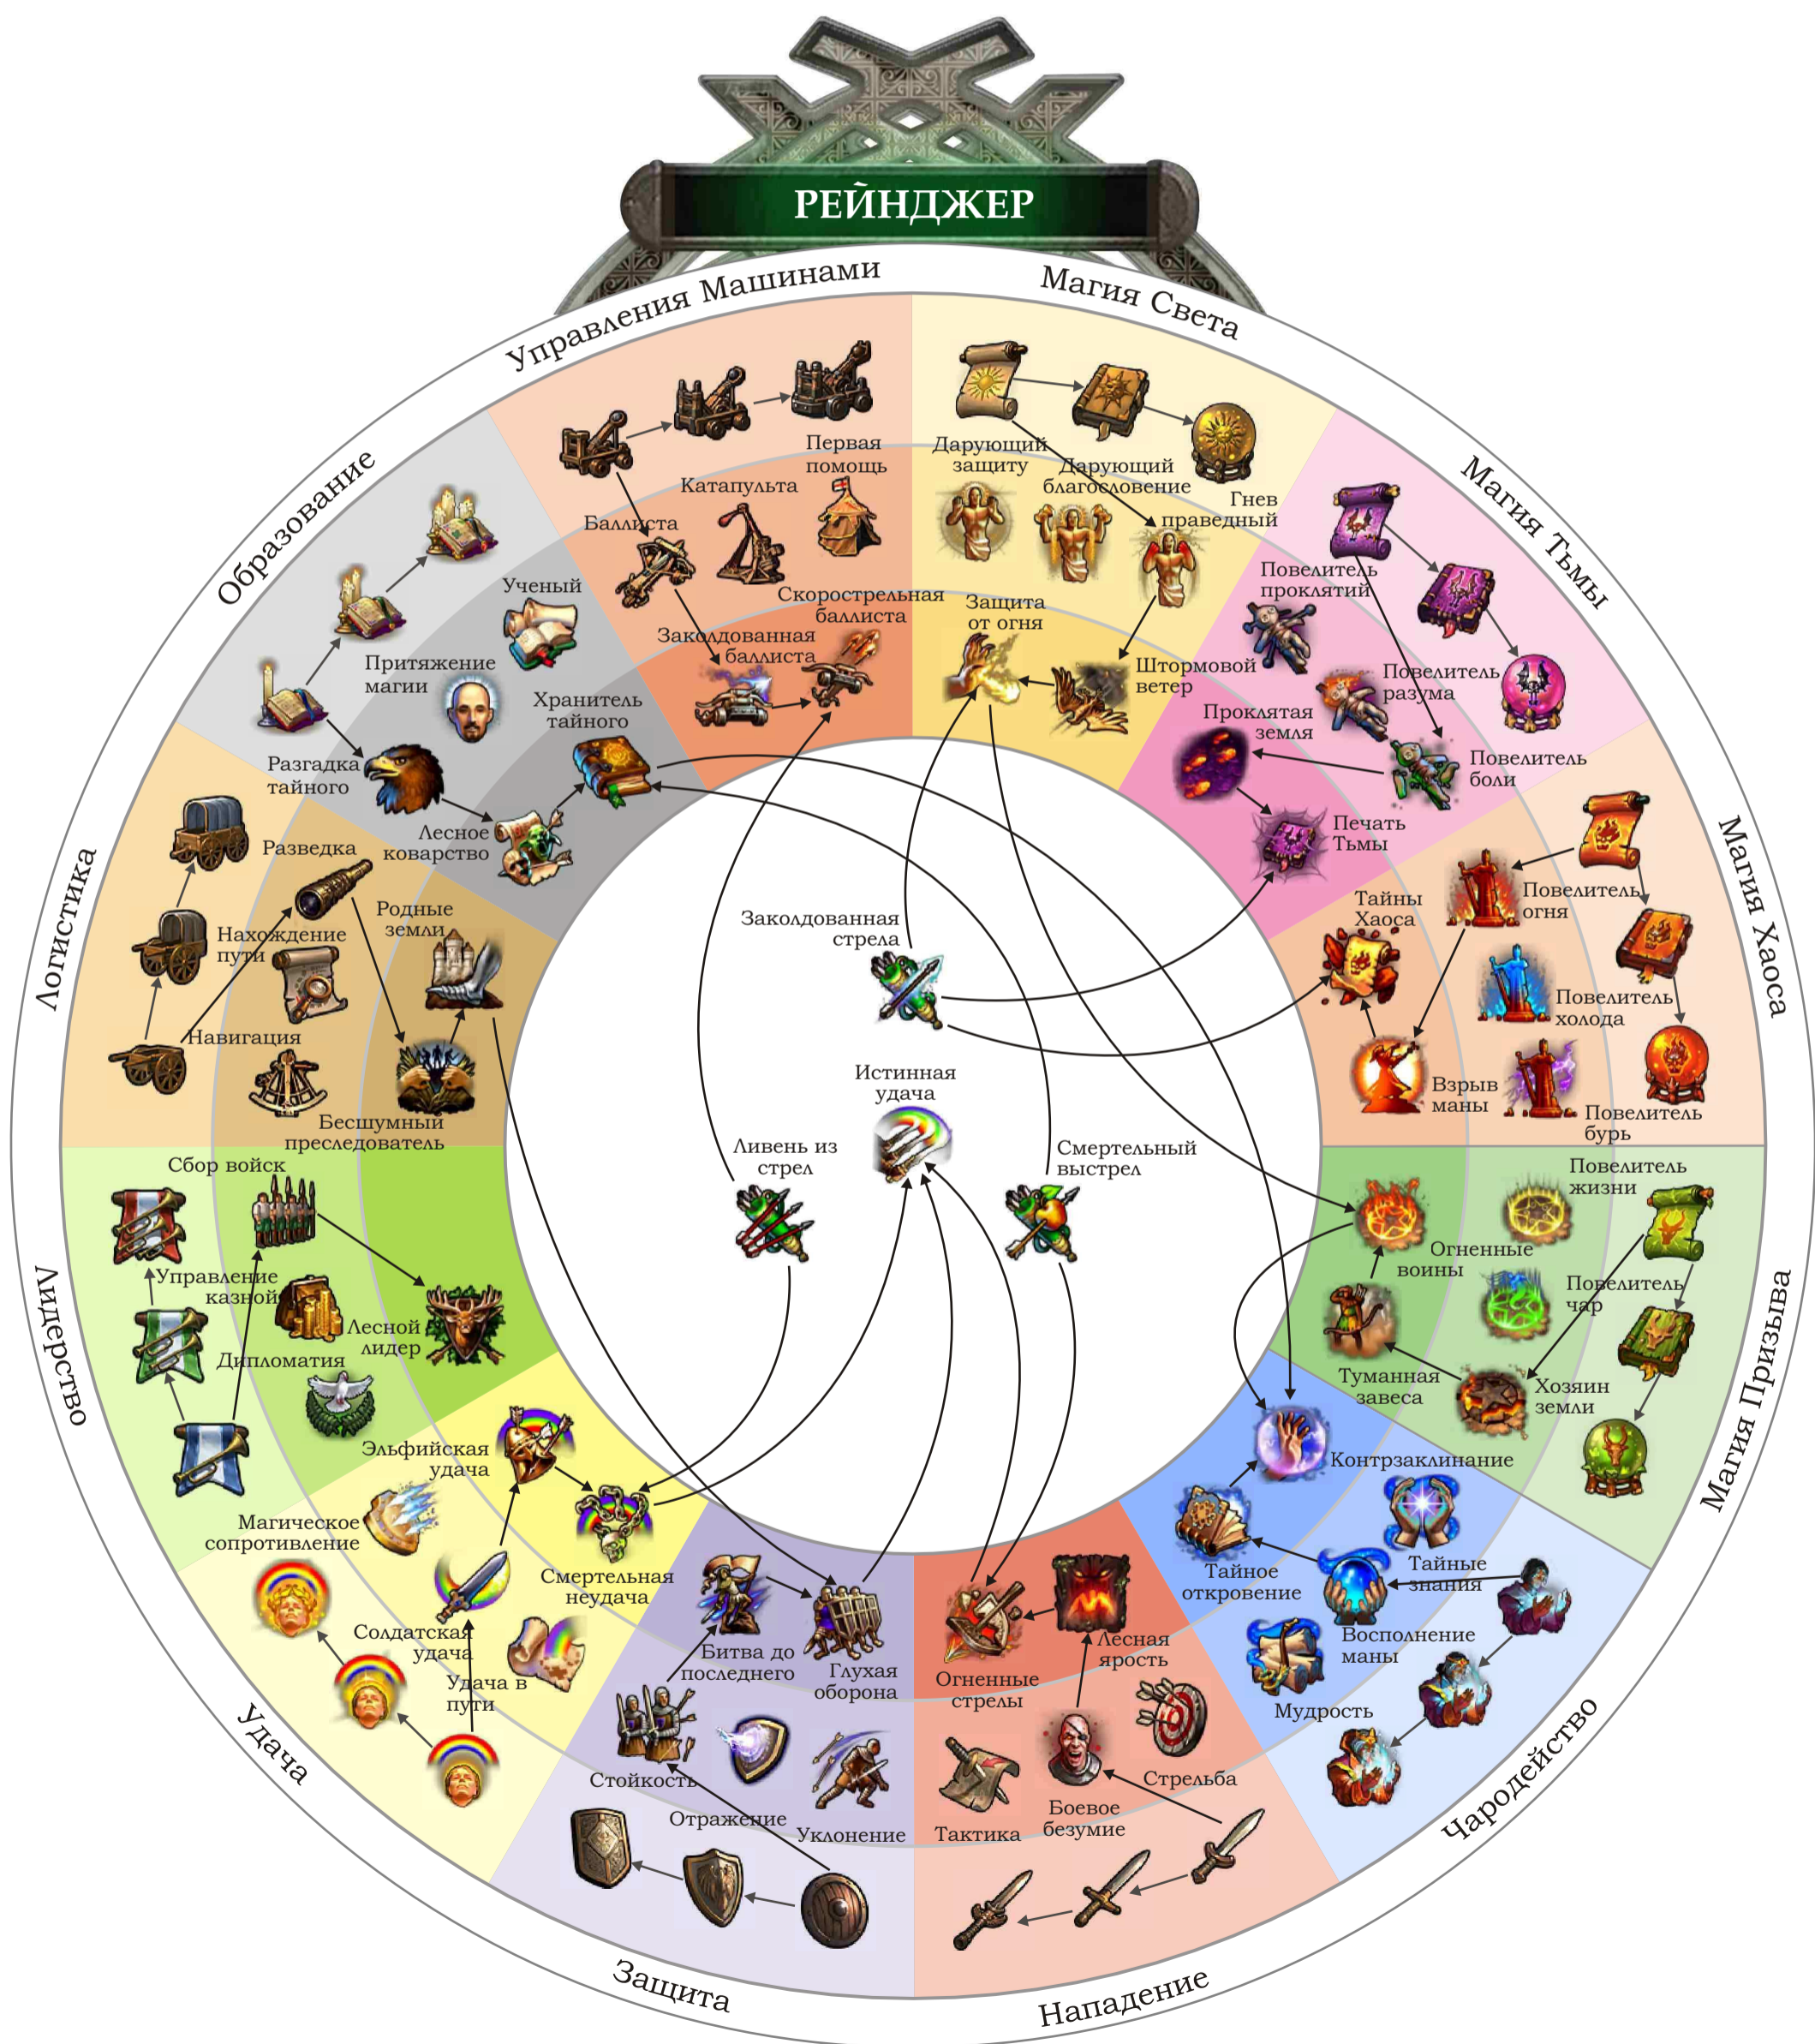 РЕЙНДЖЕР
Управления Машинами
Магия Света
Образование
Магия Тьмы
Логистика
Магия Хаоса
Лидерство
Магия Призыва
Удача
Чародейство
Защита
Нападение
Первая
помощь
Катапульта
Баллиста
Скорострельная
баллиста
Заколдованная
баллиста
Дарующий
защиту
Дарующий
благословение
Гнев
праведный
Защита
от огня
Штормовой
ветер
Повелитель
проклятий
Повелитель
разума
Повелитель
боли
Проклятая
земля
Печать
Тьмы
Тайны
Хаоса
Повелитель
огня
Повелитель
холода
Повелитель
бурь
Взрыв
маны
Повелитель
жизни
Огненные
воины
Повелитель
чар
Хозяин
земли
Туманная
завеса
Контрзаклинание
Тайные
знания
Тайное
откровение
Восполнение
маны
Мудрость
Лесная
ярость
Огненные
стрелы
Стрельба
Боевое
безумие
Тактика
Битва до
последнего
Глухая
оборона
Стойкость
Отражение
Уклонение
Эльфийская
удача
Магическое
сопротивление
Смертельная
неудача
Солдатская
удача
Удача в
пути
Сбор войск
Управление
казной
Лесной
лидер
Дипломатия
Разведка
Родные
земли
Нахождение
пути
Навигация
Бесшумный
преследователь
Ученый
Притяжение
магии
Хранитель
тайного
Разгадка
тайного
Лесное
коварство
Заколдованная
стрела
Истинная
удача
Ливень из
стрел
Смертельный
выстрел